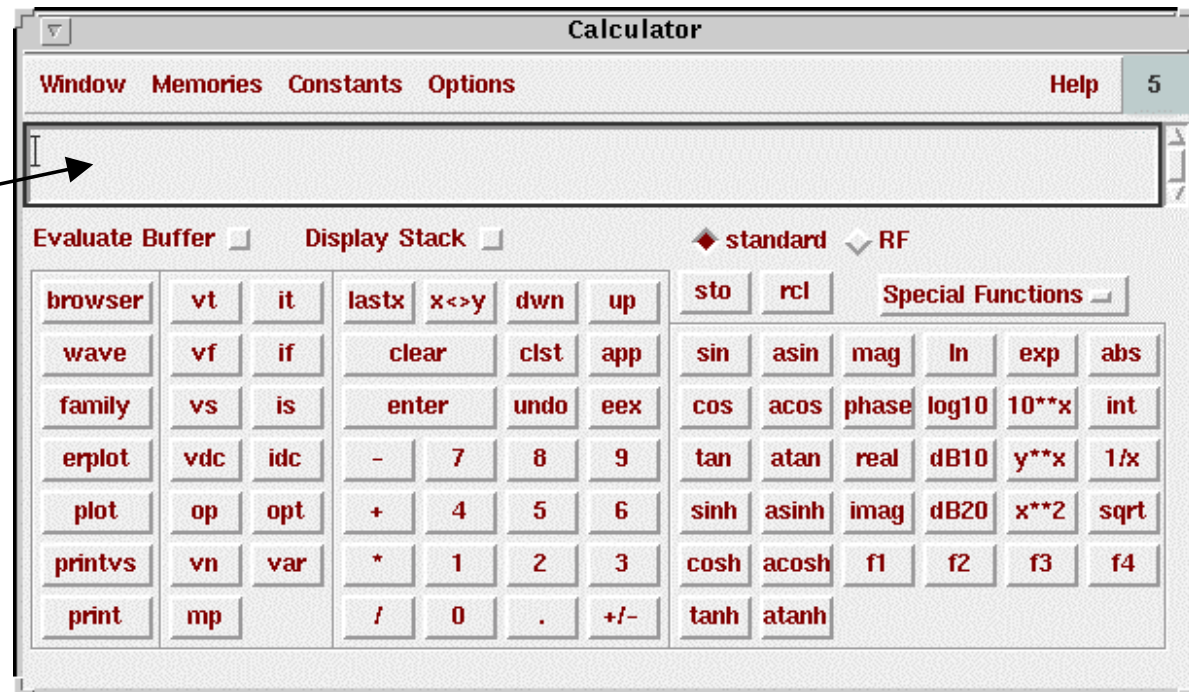 Calculator
Window Memories Constants Options Help 5
Evaluate Buffer Display Stack standard RF
browser vt it lastx x<>y dwn up sto rcl Special Functions
wave vf if clear clst app sin asin mag ln exp abs
family vs is enter undo eex cos acos phase log10 10**x int
erplot vdc idc - 7 8 9 tan atan real dB10 y**x 1/x
plot op opt + 4 5 6 sinh asinh imag dB20 x**2 sqrt
printvs vn var * 1 2 3 cosh acosh f1 f2 f3 f4
print mp / 0 . +/- tanh atanh